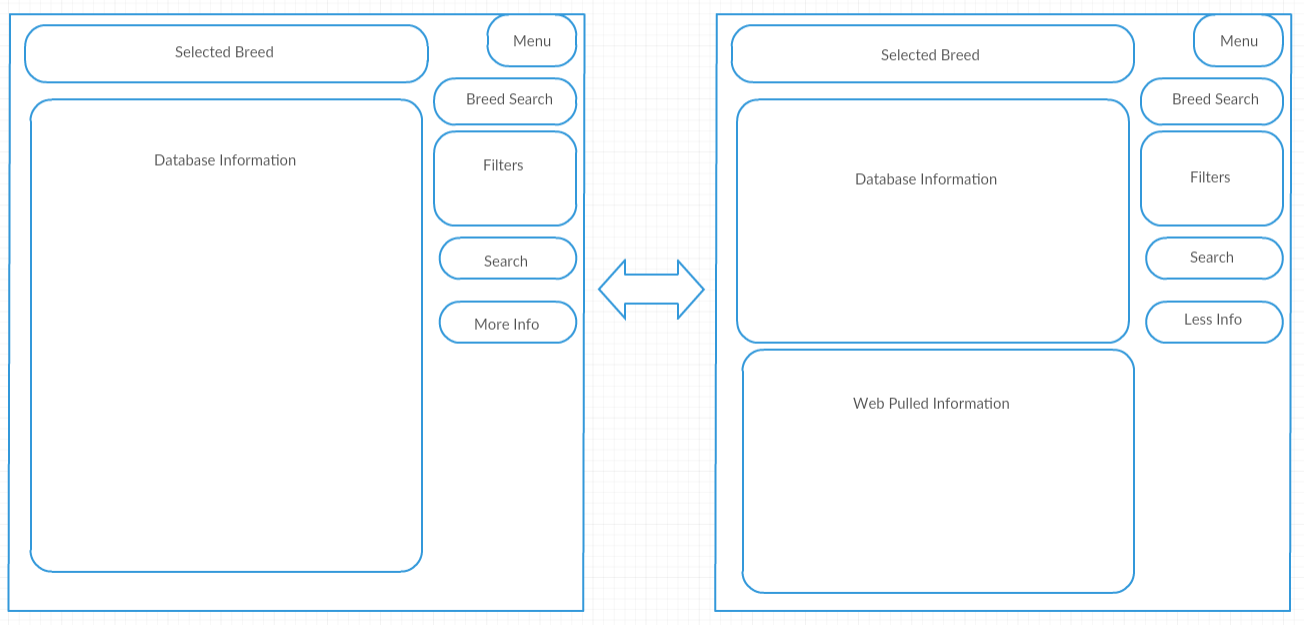 Selected Breed
Menu
Breed Search
Database Information
Filters
Search
More Info
Selected Breed
Menu
Breed Search
Database Information
Filters
Search
Less Info
Web Pulled Information